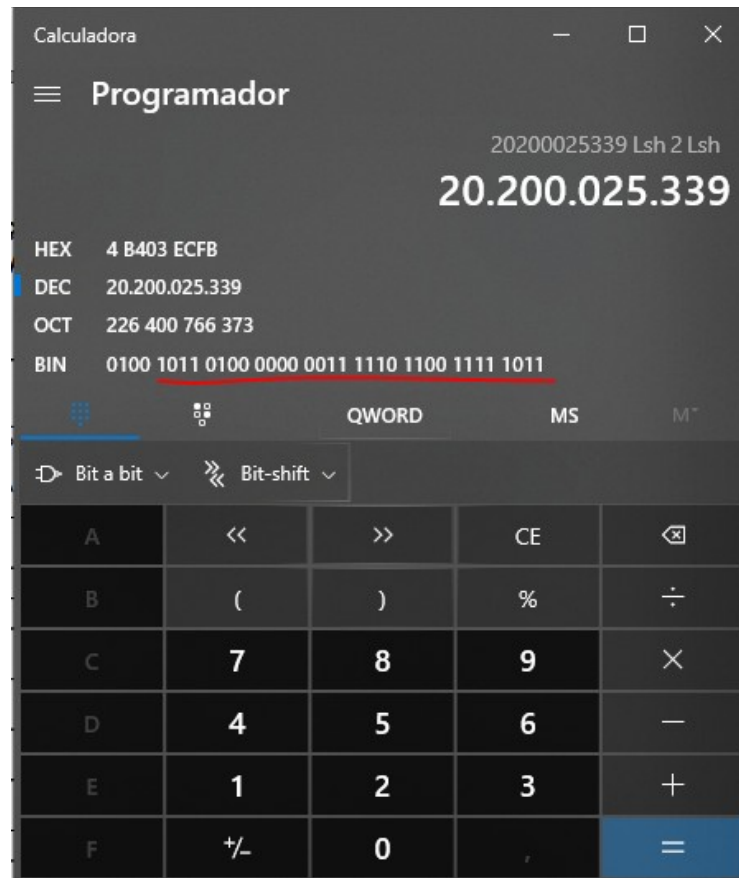 Calculadora
Programador
20200025339 Lsh 2 Lsh
20.200.025.339
HEX 4 B403 ECFB
DEC 20.200.025.339
OCT 226 400 766 373
BIN 0100 1011 0100 0000 0011 1110 1100 1111 1011
QWORD MS M˅
Bit a bit Bit-shift
A << >> CE
B ( ) % ÷
C 7 8 9 ×
D 4 5 6 −
E 1 2 3 +
F +/− 0 , =